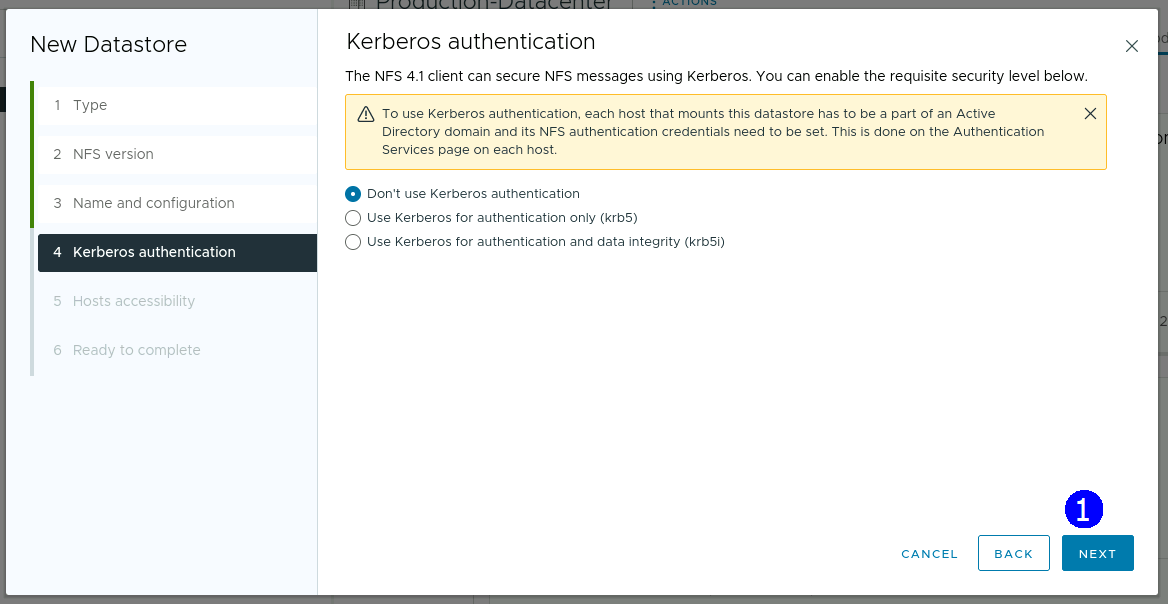 Production-Datacenter
ACTIONS
New Datastore
1 Type
2 NFS version
3 Name and configuration
4 Kerberos authentication
5 Hosts accessibility
6 Ready to complete
Kerberos authentication
The NFS 4.1 client can secure NFS messages using Kerberos. You can enable the requisite security level below.
To use Kerberos authentication, each host that mounts this datastore has to be a part of an Active
Directory domain and its NFS authentication credentials need to be set. This is done on the Authentication
Services page on each host.
Don't use Kerberos authentication
Use Kerberos for authentication only (krb5)
Use Kerberos for authentication and data integrity (krb5i)
1
CANCEL
BACK
NEXT